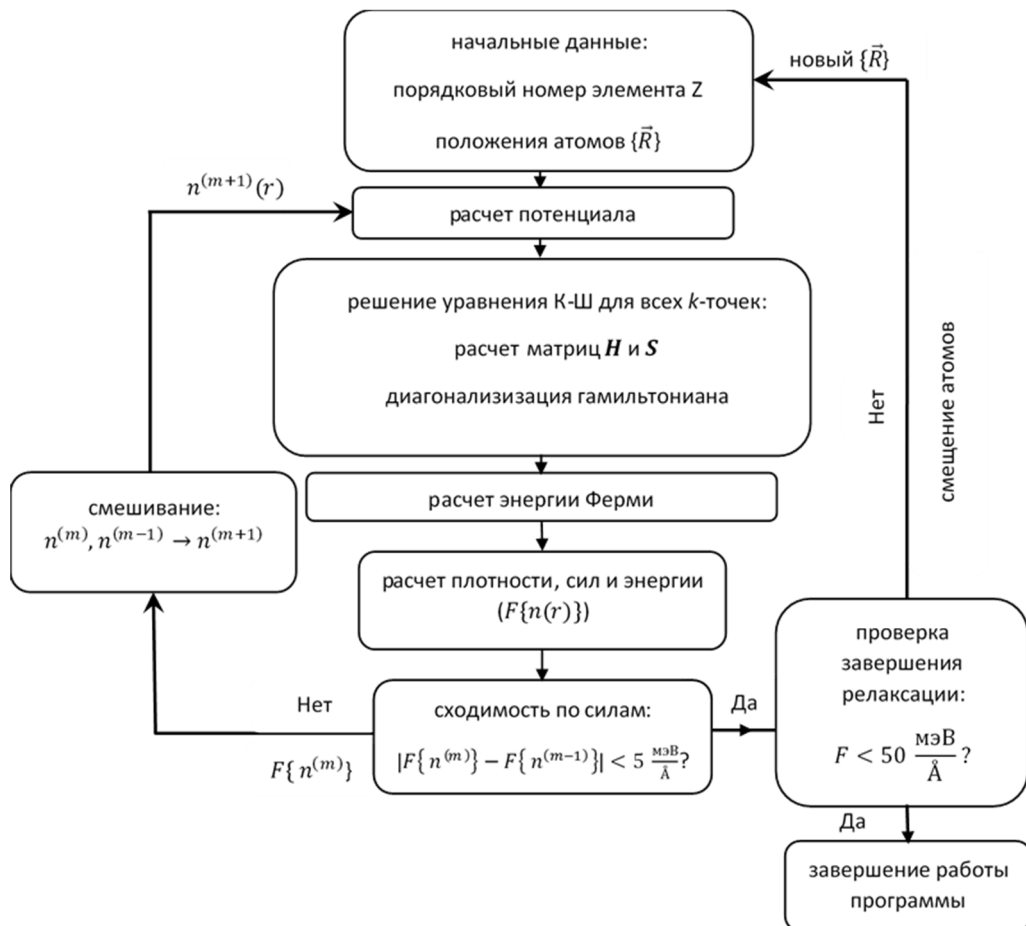 начальные данные:
порядковый номер элемента Z
положения атомов {R⃗}
новый {R⃗}
n^{(m+1)}(r)
расчет потенциала
решение уравнения К-Ш для всех k-точек:
расчет матриц H и S
диагонализизация гамильтониана
Нет
смещение атомов
расчет энергии Ферми
смешивание:
n^{(m)}, n^{(m−1)} → n^{(m+1)}
расчет плотности, сил и энергии
(F{n(r)})
проверка
завершения
релаксации:
F < 50 мэВ/Å ?
Нет
F{ n^{(m)}}
сходимость по силам:
|F{ n^{(m)}} − F{ n^{(m−1)}}| < 5 мэВ/Å?
Да
Да
завершение работы
программы